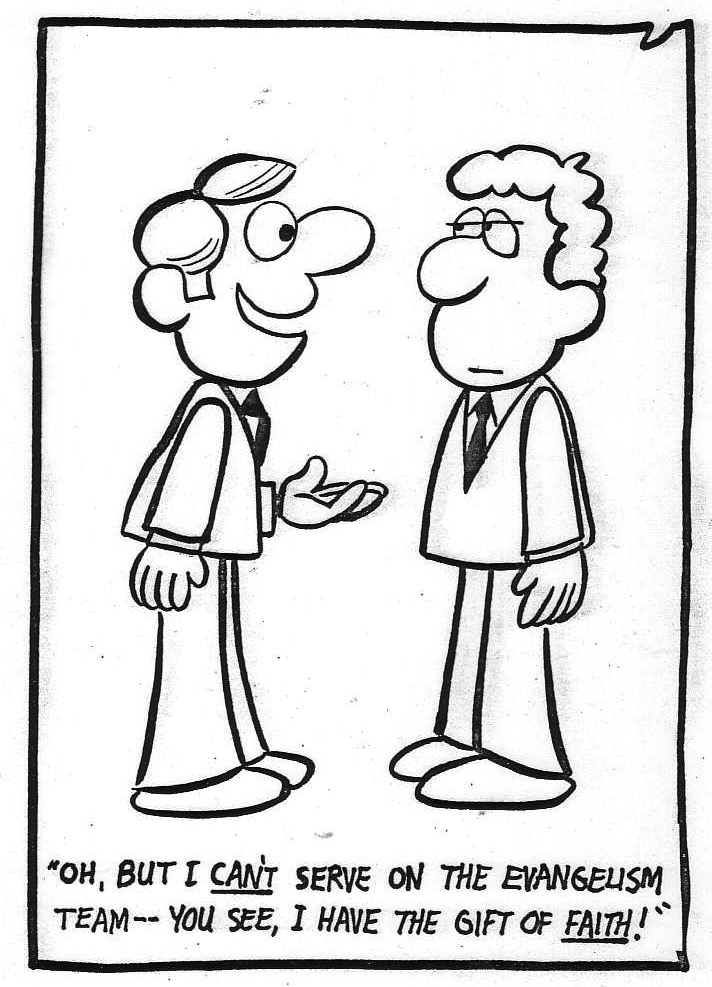 "OH, BUT I CAN'T SERVE ON THE EVANGELISM
TEAM-- YOU SEE, I HAVE THE GIFT OF FAITH!"